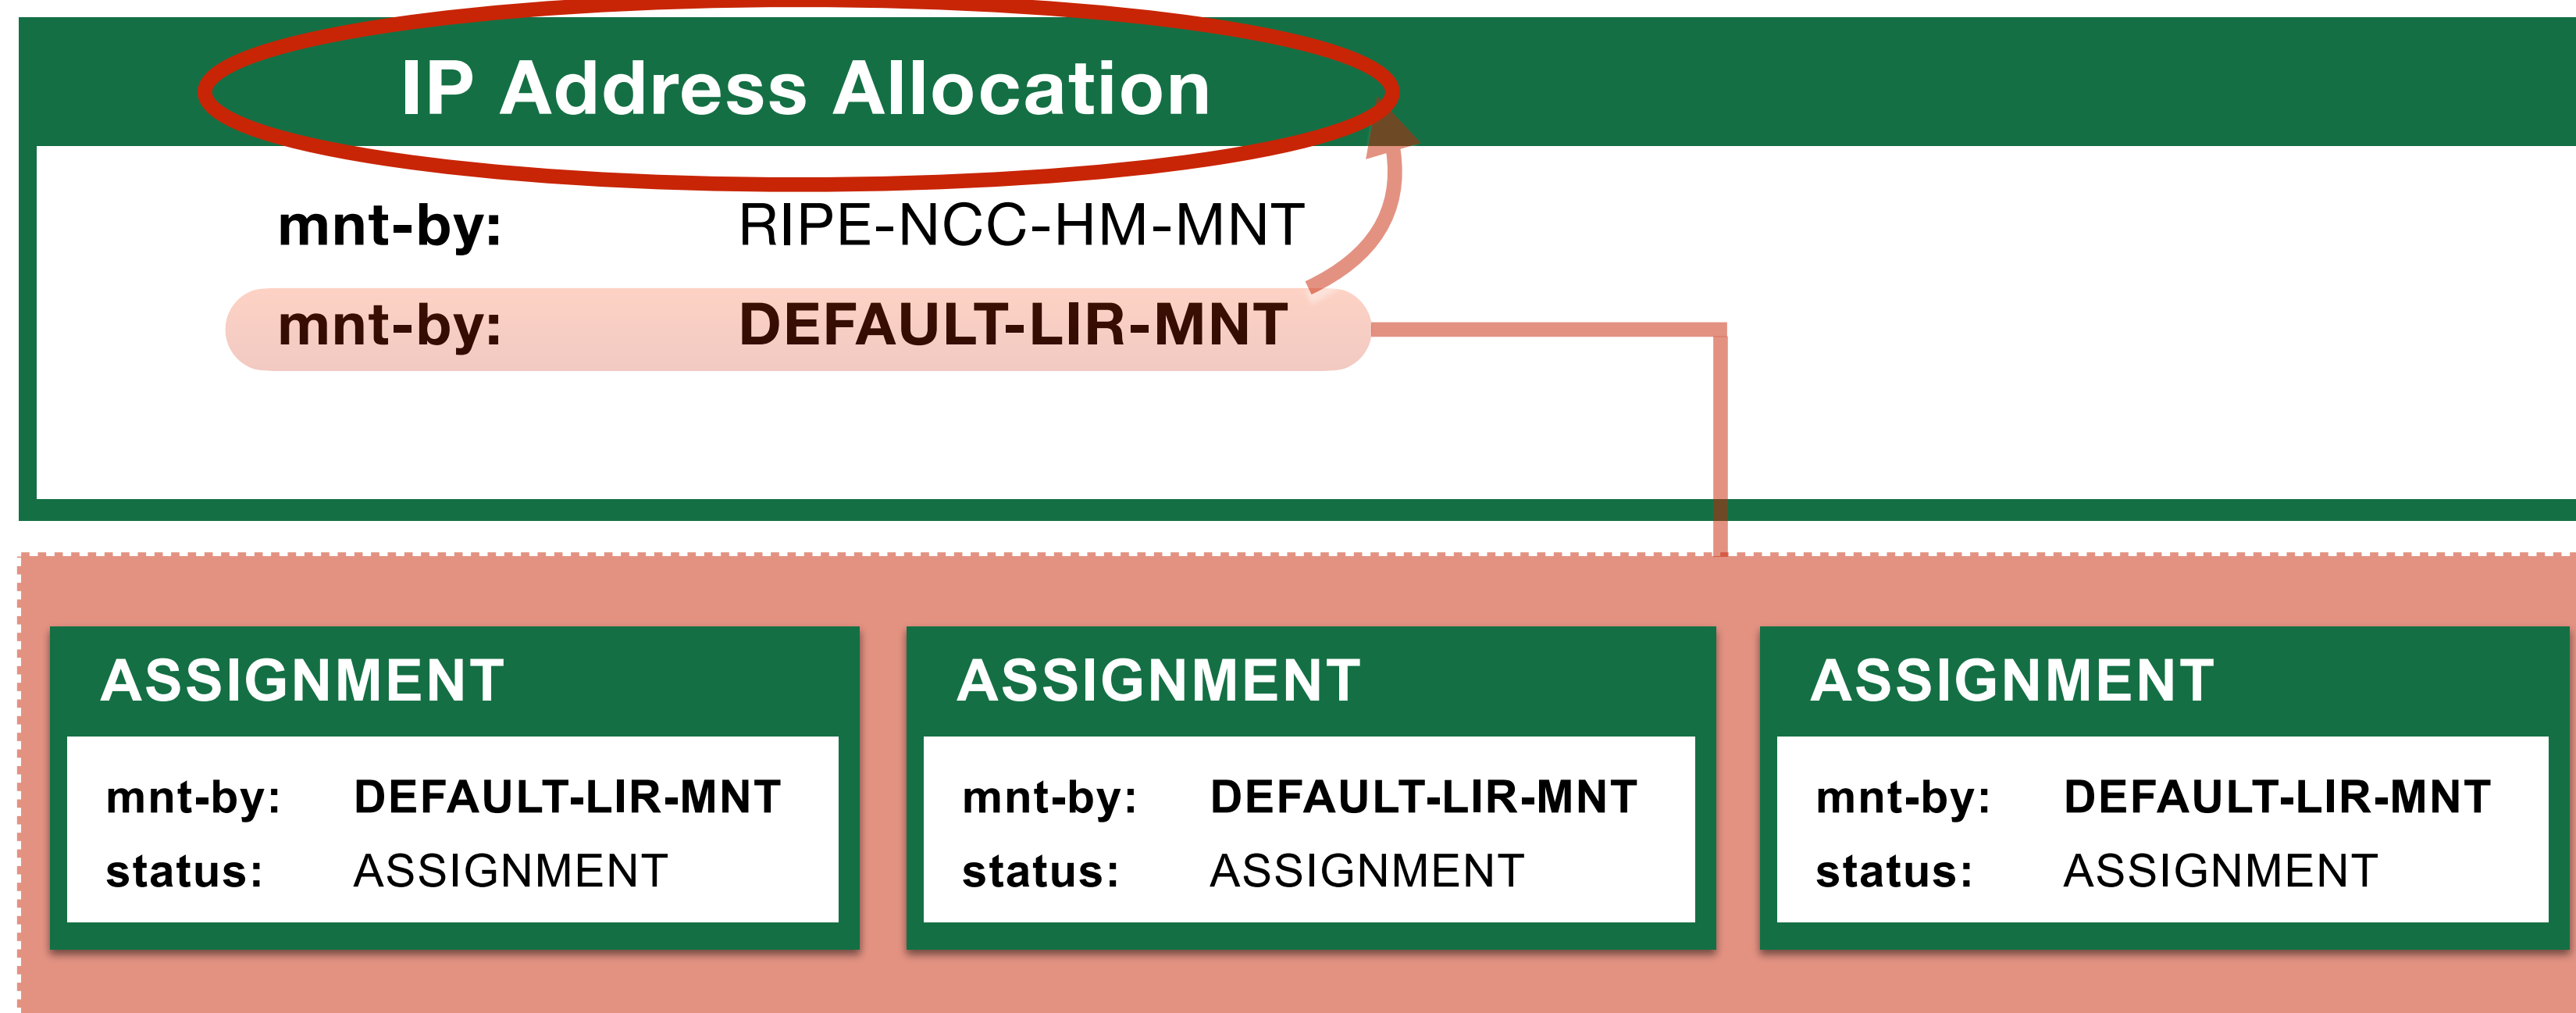 IP Address Allocation
mnt-by: RIPE-NCC-HM-MNT
mnt-by: DEFAULT-LIR-MNT
ASSIGNMENT
mnt-by: DEFAULT-LIR-MNT
status: ASSIGNMENT
ASSIGNMENT
mnt-by: DEFAULT-LIR-MNT
status: ASSIGNMENT
ASSIGNMENT
mnt-by: DEFAULT-LIR-MNT
status: ASSIGNMENT